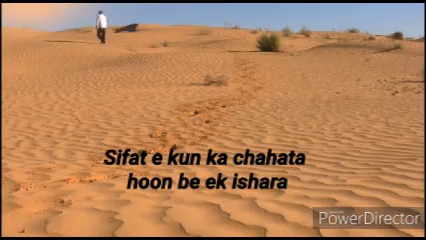 Sifat e kun ka chahata
hoon be ek ishara
PowerDirector